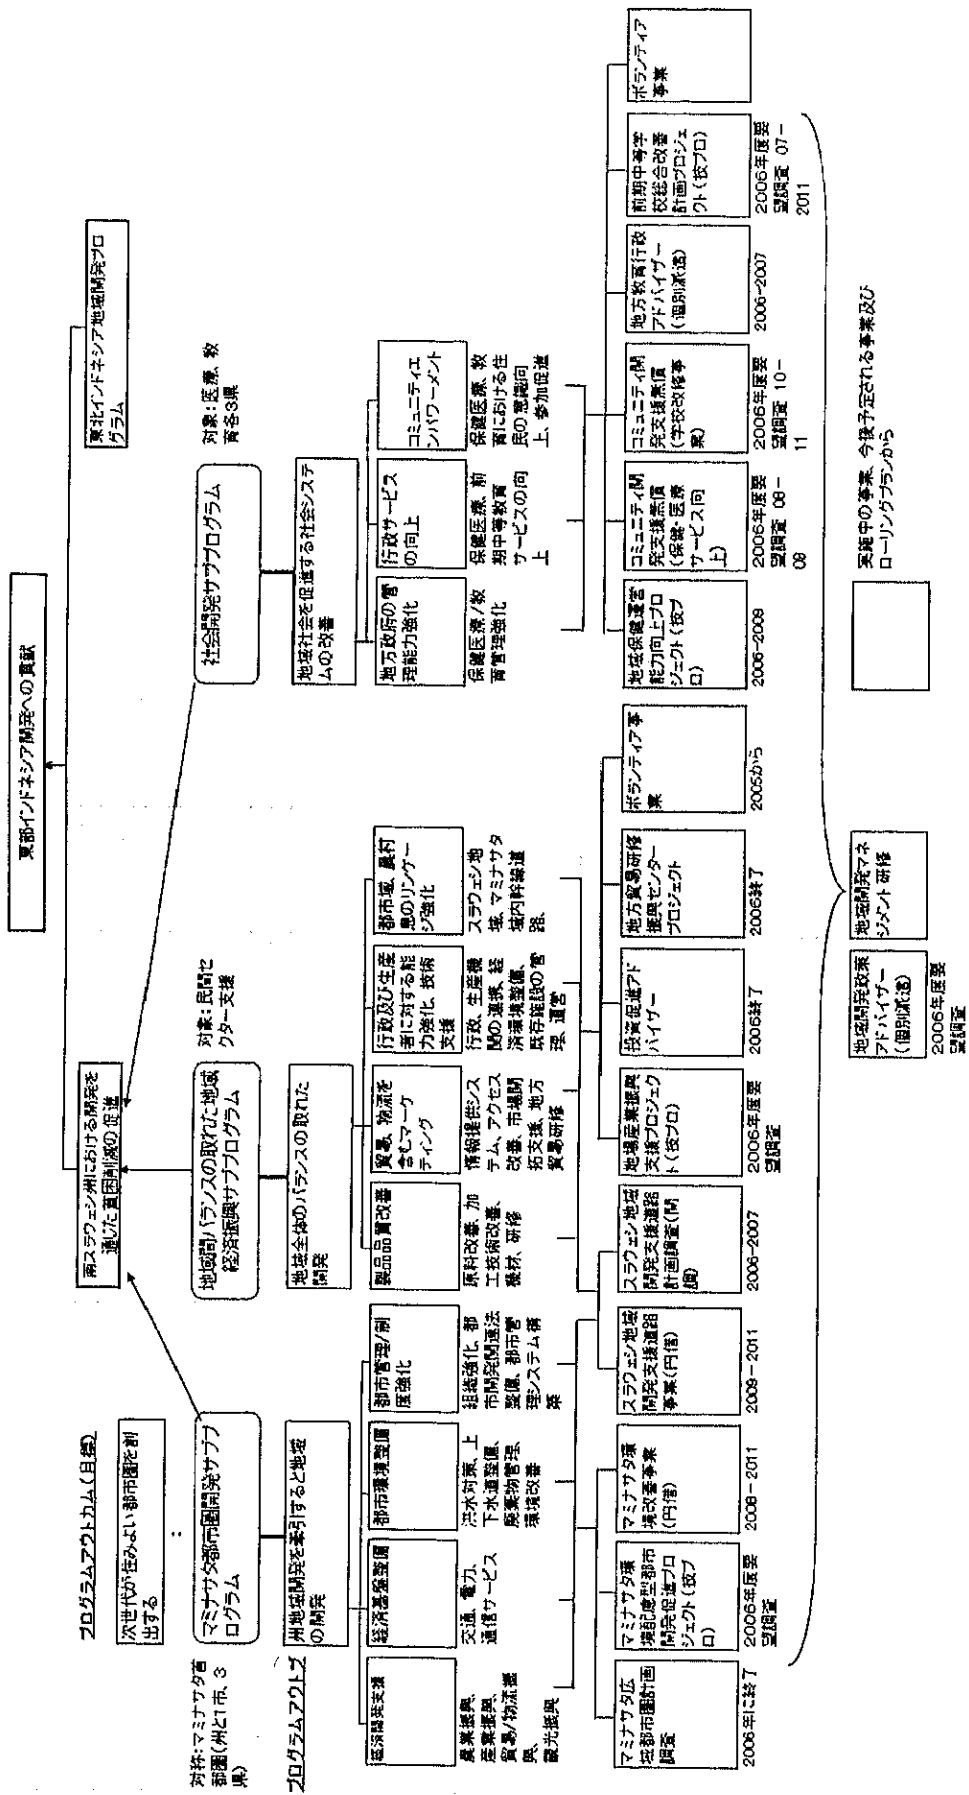 東部インドネシア開発への貢献
南スラウェシ州における開発を
通じた貧困削減の促進
東北インドネシア地域開発プロ
グラム
プログラムアウトカム(目標)
次世代が住みよい都市圏を創
出する
:
対称:マミナサタ首
都圏(州と1市、3
県)
マミナサタ都市圏開発サブプ
ログラム
地域間バランスの取れた地域
経済振興サブプログラム
対象:民間セ
クター支援
社会開発サブプログラム
対象:医療、教
育各3県
プログラムアウトプ
州地域開発を牽引すると地域
の開発
地域全体のバランスの取れた
開発
地域社会を促進する社会システ
ムの改善
経済開発支援
農業振興、
産業振興、
貿易/物流振
興、
観光振興
経済基盤整備
交通、電力、
通信サービス
都市環境整備
洪水対策、上
下水道整備、
廃棄物管理、
環境改善
都市管理/制
度強化
組織強化、都
市開発関連法
整備、都市管
理システム構
築
製品品質改善
原料改善、加
工技術改善、
機材、研修
貿易、物流を
含むマーケ
ティング
情報提供シス
テム、アクセス
改善、市場開
拓支援、地方
貿易研修
行政及び生産
者に対する能
力強化、技術
支援
行政、生産機
関の連携、経
済環境整備、
既存施設の管
理、運営
都市域、農村
息のリンケー
ジ強化
スラウェシ地
域、マミナサタ
域内幹線道
路、
地方政府の管
理能力強化
保健医療/教
育管理強化
行政サービス
の向上
保健医療、前
期中等教育
サービスの向
上
コミュニティエ
ンパワーメント
保健医療、教
育における住
民の意識向
上、参加促進
マミナサタ広
域都市圏計画
調査
2006年に終了
マミナサタ環
境配慮型都市
開発促進プロ
ジェクト(技プ
ロ)
2006年度要
望調査
マミナサタ環
境改善事業
(円借)
2008-2011
スラウェシ地域
開発支援道路
事業(円借)
2009-2011
スラウェシ地域
開発支援道路
計画調査(開
調)
2006-2007
地場産業振興
支援プロジェク
ト(技プロ)
2006年度要
望調査
投資促進アド
バイザー
2006終了
地方貿易研修
振興センター
プロジェクト
2006終了
ボランティア事
業
2005から
地域保健運営
能力向上プロ
ジェクト(技プ
ロ)
2006-2009
コミュニティ開
発支援無償
(保健・医療
サービス向
上)
2006年度要
望調査 08-
09
コミュニティ開
発支援無償
(学校改修事
業)
2006年度要
望調査 10-
11
地方教育行政
アドバイザー
(個別派遣)
2006-2007
前期中等学
校総合改善
計画プロジェ
クト(技プロ)
2006年度要
望調査 07-
2011
ボランティア
事業
地域開発政策
アドバイザー
(個別派遣)
2006年度要
望調査
地域開発マネ
ジメント研修
実施中の事業、今後予定される事業及び
ローリングプランから